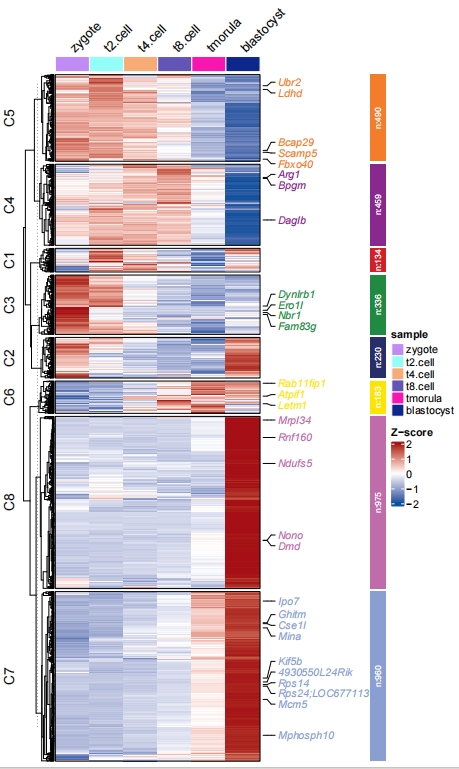 zygote
t2.cell
t4.cell
t8.cell
tmorula
blastocyst
C5
Ubr2
Ldhd
Bcap29
Scamp5
Fbxo40
n:490
C4
Arg1
Bpgm
Daglb
n:459
C1
n:134
C3
Dynlrb1
Ero1l
Nbr1
Fam83g
n:336
C2
n:230
C6
Rab11fip1
Atpif1
Letm1
n:183
C8
Mrpl34
Rnf160
Ndufs5
Nono
Dmd
n:975
C7
Ipo7
Ghitm
Cse1l
Mina
Kif5b
4930550L24Rik
Rps14
Rps24;LOC677113
Mcm5
Mphosph10
n:960
sample
zygote
t2.cell
t4.cell
t8.cell
tmorula
blastocyst
Z-score
2
1
0
−1
−2